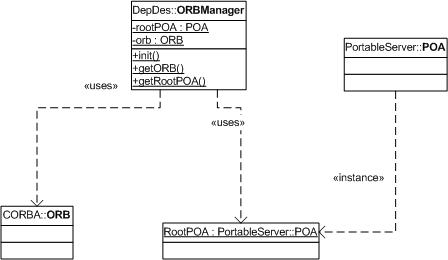 DepDes::ORBManager
-rootPOA : POA
-orb : ORB
+init()
+getORB()
+getRootPOA()
PortableServer::POA
«uses»
«uses»
«instance»
CORBA::ORB
RootPOA : PortableServer::POA